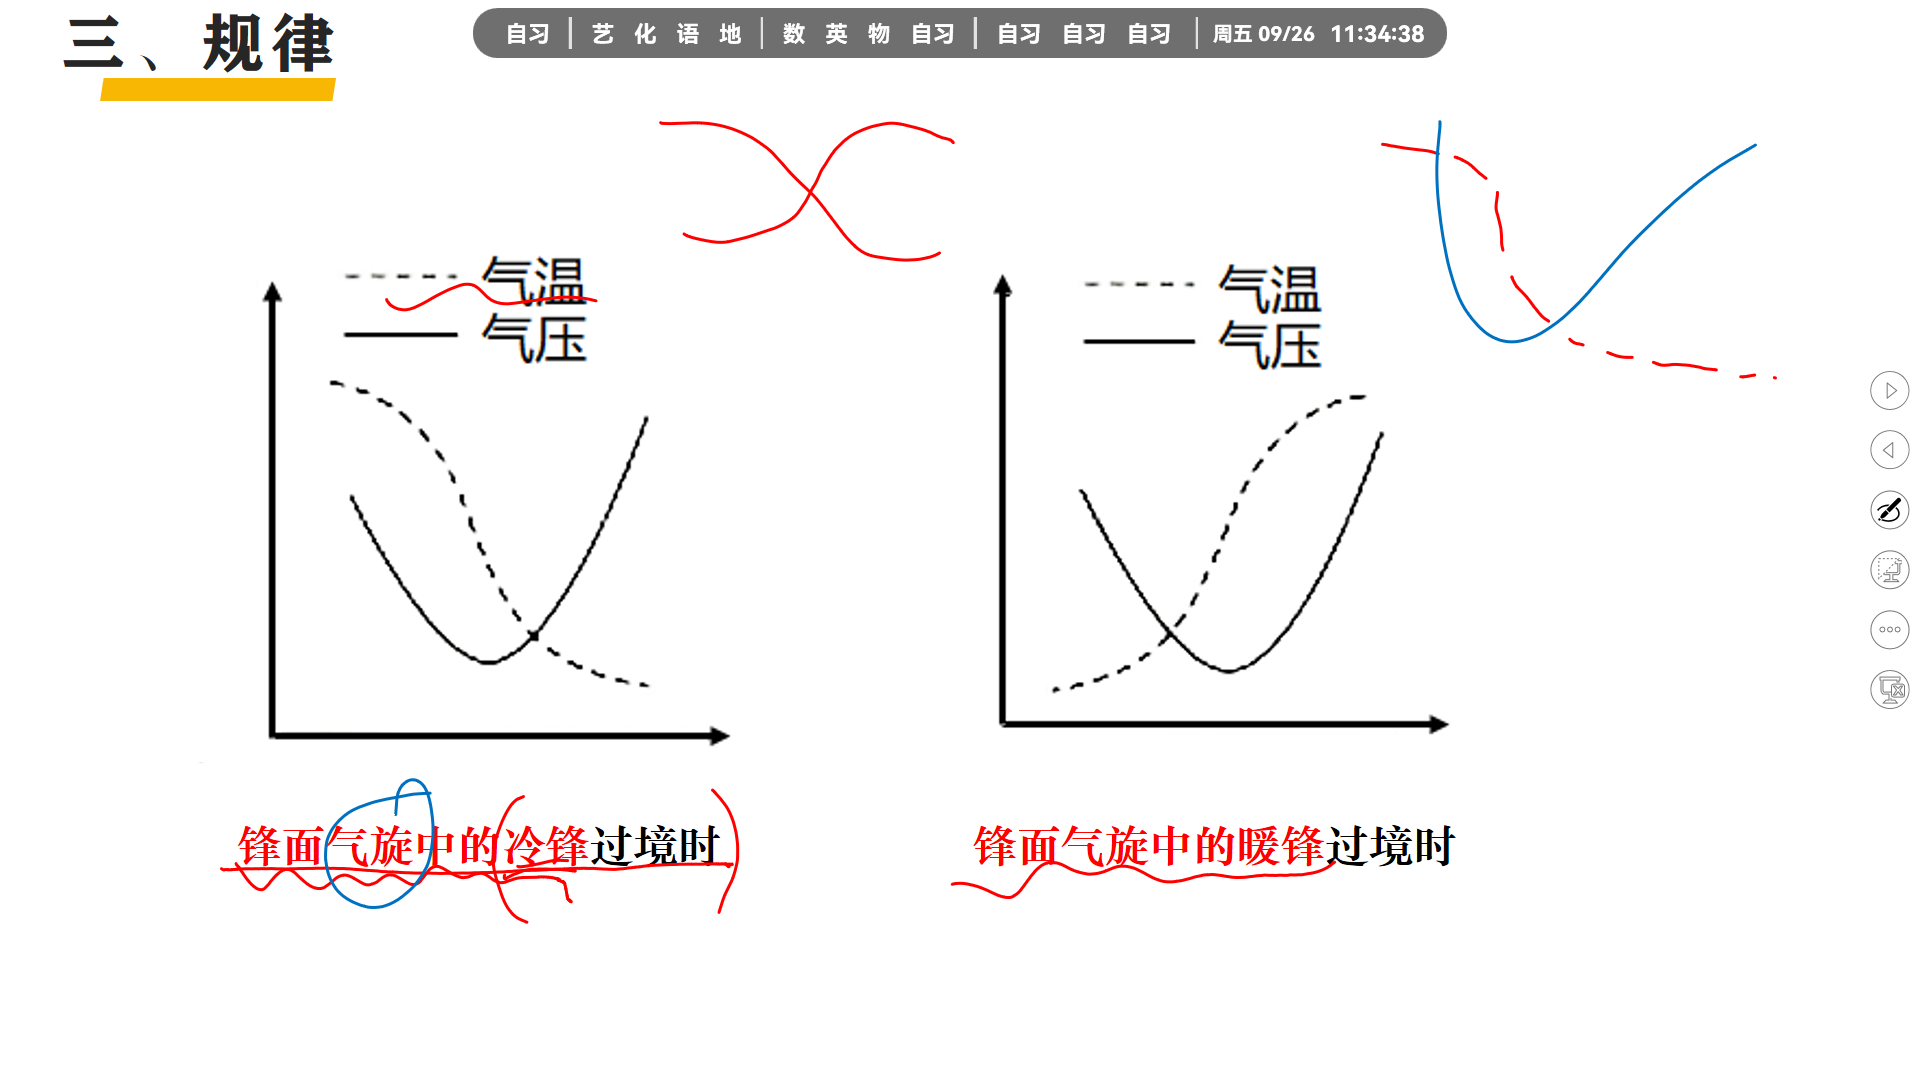 三、规律
自习 艺 化 语 地 数 英 物 自习 自习 自习 自习 周五 09/26 11:34:38
气温
气压
气温
气压
锋面气旋中的冷锋过境时
锋面气旋中的暖锋过境时